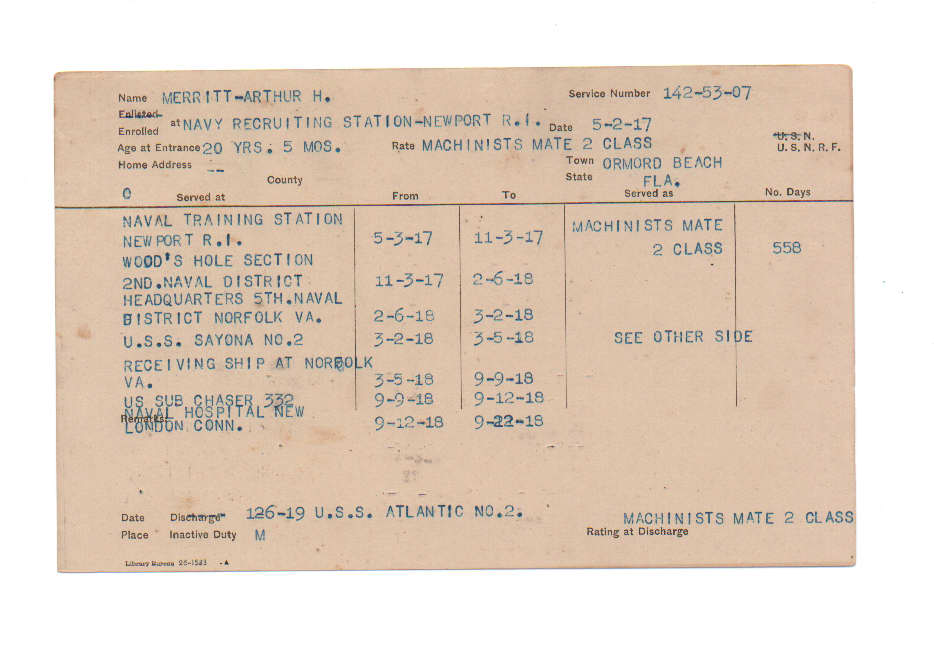 Name MERRITT-ARTHUR H. Service Number 142-53-07
Enlisted
Enrolled at NAVY RECRUITING STATION-NEWPORT R.I. Date 5-2-17
U.S.N.
Age at Entrance 20 YRS. 5 MOS. Rate MACHINISTS MATE 2 CLASS U.S.N.R.F.
Home Address -- Town ORMORD BEACH
County State FLA.
O Served at From To Served as No. Days
NAVAL TRAINING STATION MACHINISTS MATE
NEWPORT R.I. 5-3-17 11-3-17 2 CLASS 558
WOOD'S HOLE SECTION
2ND.NAVAL DISTRICT 11-3-17 2-6-18
HEADQUARTERS 5TH.NAVAL
DISTRICT NORFOLK VA. 2-6-18 3-2-18
U.S.S. SAYONA NO.2 3-2-18 3-5-18 SEE OTHER SIDE
RECEIVING SHIP AT NORFOLK
VA. 3-5-18 9-9-18
US SUB CHASER 332 9-9-18 9-12-18
NAVAL HOSPITAL NEW
Remarks: LONDON CONN. 9-12-18 9-22-18
Date Discharge 126-19 U.S.S. ATLANTIC NO.2. MACHINISTS MATE 2 CLASS
Place Inactive Duty M Rating at Discharge
Library Bureau 26-1583 -A